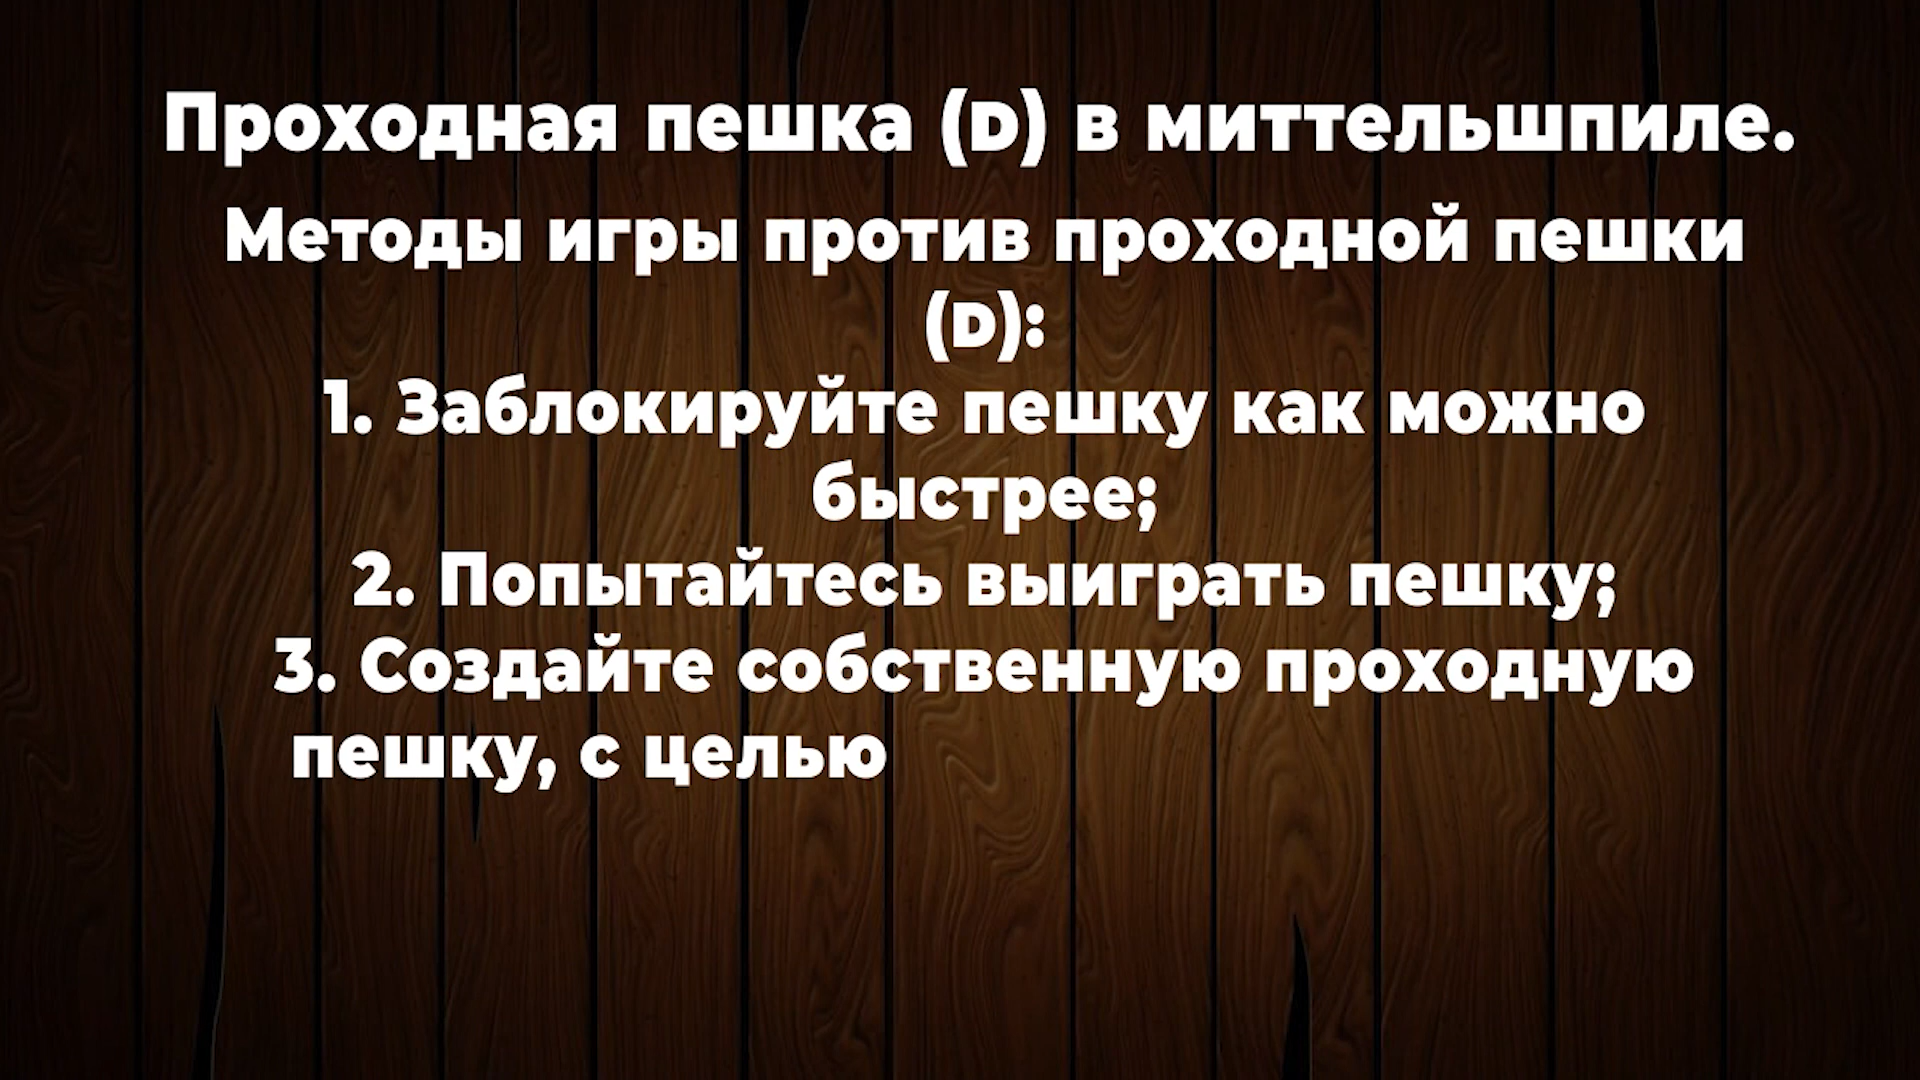 Проходная пешка (D) в миттельшпиле.
Методы игры против проходной пешки
(D):
1. Заблокируйте пешку как можно
быстрее;
2. Попытайтесь выиграть пешку;
3. Создайте собственную проходную
пешку, с целью